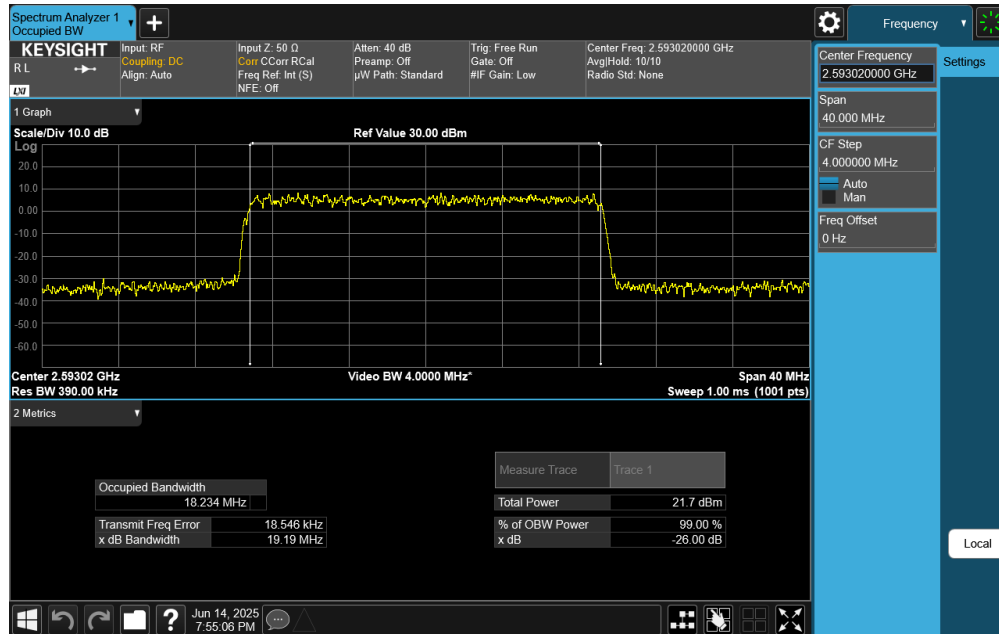 Spectrum Analyzer 1
Occupied BW
Frequency
KEYSIGHT
R L
LXI
Input: RF
Coupling: DC
Align: Auto
Input Z: 50 Ω
Corr CCorr RCal
Freq Ref: Int (S)
NFE: Off
Atten: 40 dB
Preamp: Off
µW Path: Standard
Trig: Free Run
Gate: Off
#IF Gain: Low
Center Freq: 2.593020000 GHz
Avg|Hold: 10/10
Radio Std: None
1 Graph
Scale/Div 10.0 dB
Ref Value 30.00 dBm
Log
20.0
10.0
0.00
-10.0
-20.0
-30.0
-40.0
-50.0
-60.0
Center 2.59302 GHz
Video BW 4.0000 MHz*
Span 40 MHz
Res BW 390.00 kHz
Sweep 1.00 ms (1001 pts)
2 Metrics
Measure Trace Trace 1
Occupied Bandwidth
18.234 MHz
Total Power 21.7 dBm
Transmit Freq Error 18.546 kHz
% of OBW Power 99.00 %
x dB Bandwidth 19.19 MHz
x dB -26.00 dB
Center Frequency
2.593020000 GHz
Settings
Span
40.000 MHz
CF Step
4.000000 MHz
Auto
Man
Freq Offset
0 Hz
Local
?
Jun 14, 2025
7:55:06 PM